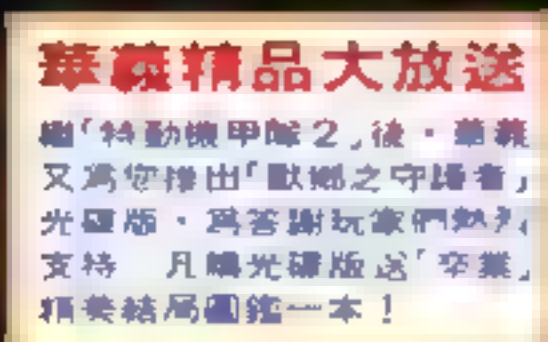 華義精品大放送
繼「特勤機甲隊2」後,華義
又為您推出「獸鄉之守護者」
光碟版,為答謝玩家們熱烈
支持 凡購光碟版送「卒業」
精美結局圖鑑一本!